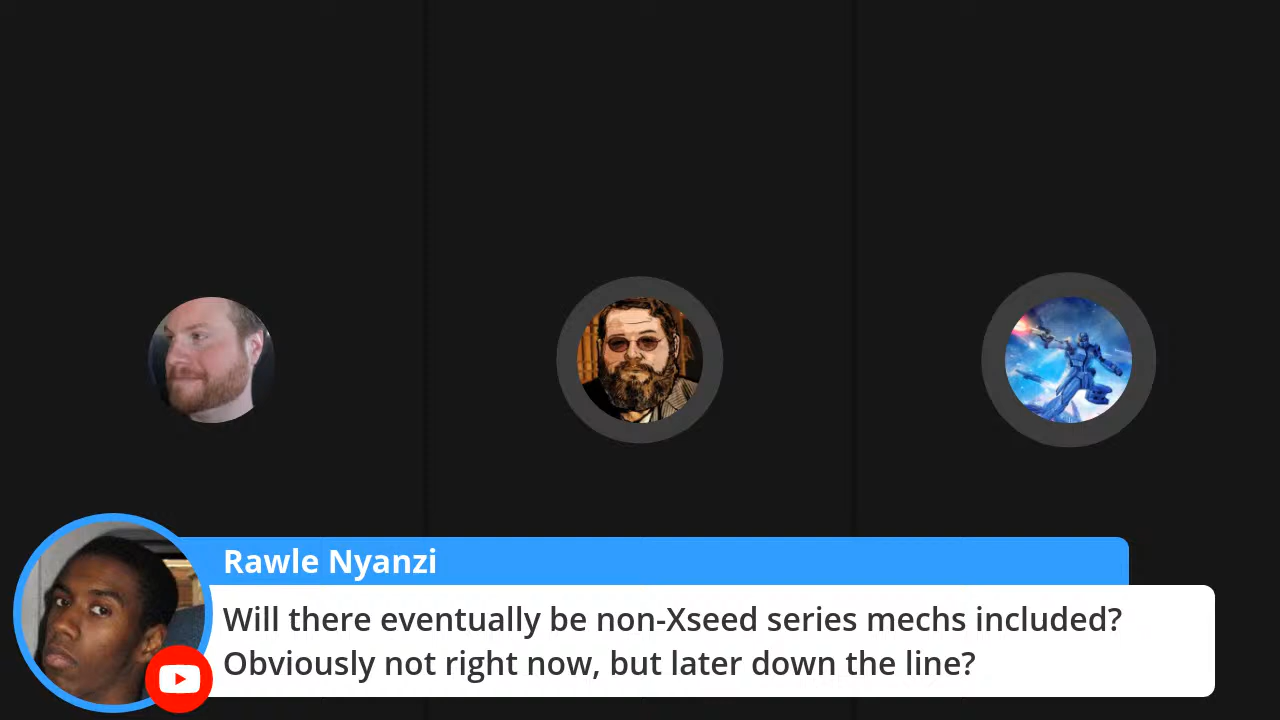 Rawle Nyanzi
Will there eventually be non-Xseed series mechs included?
Obviously not right now, but later down the line?